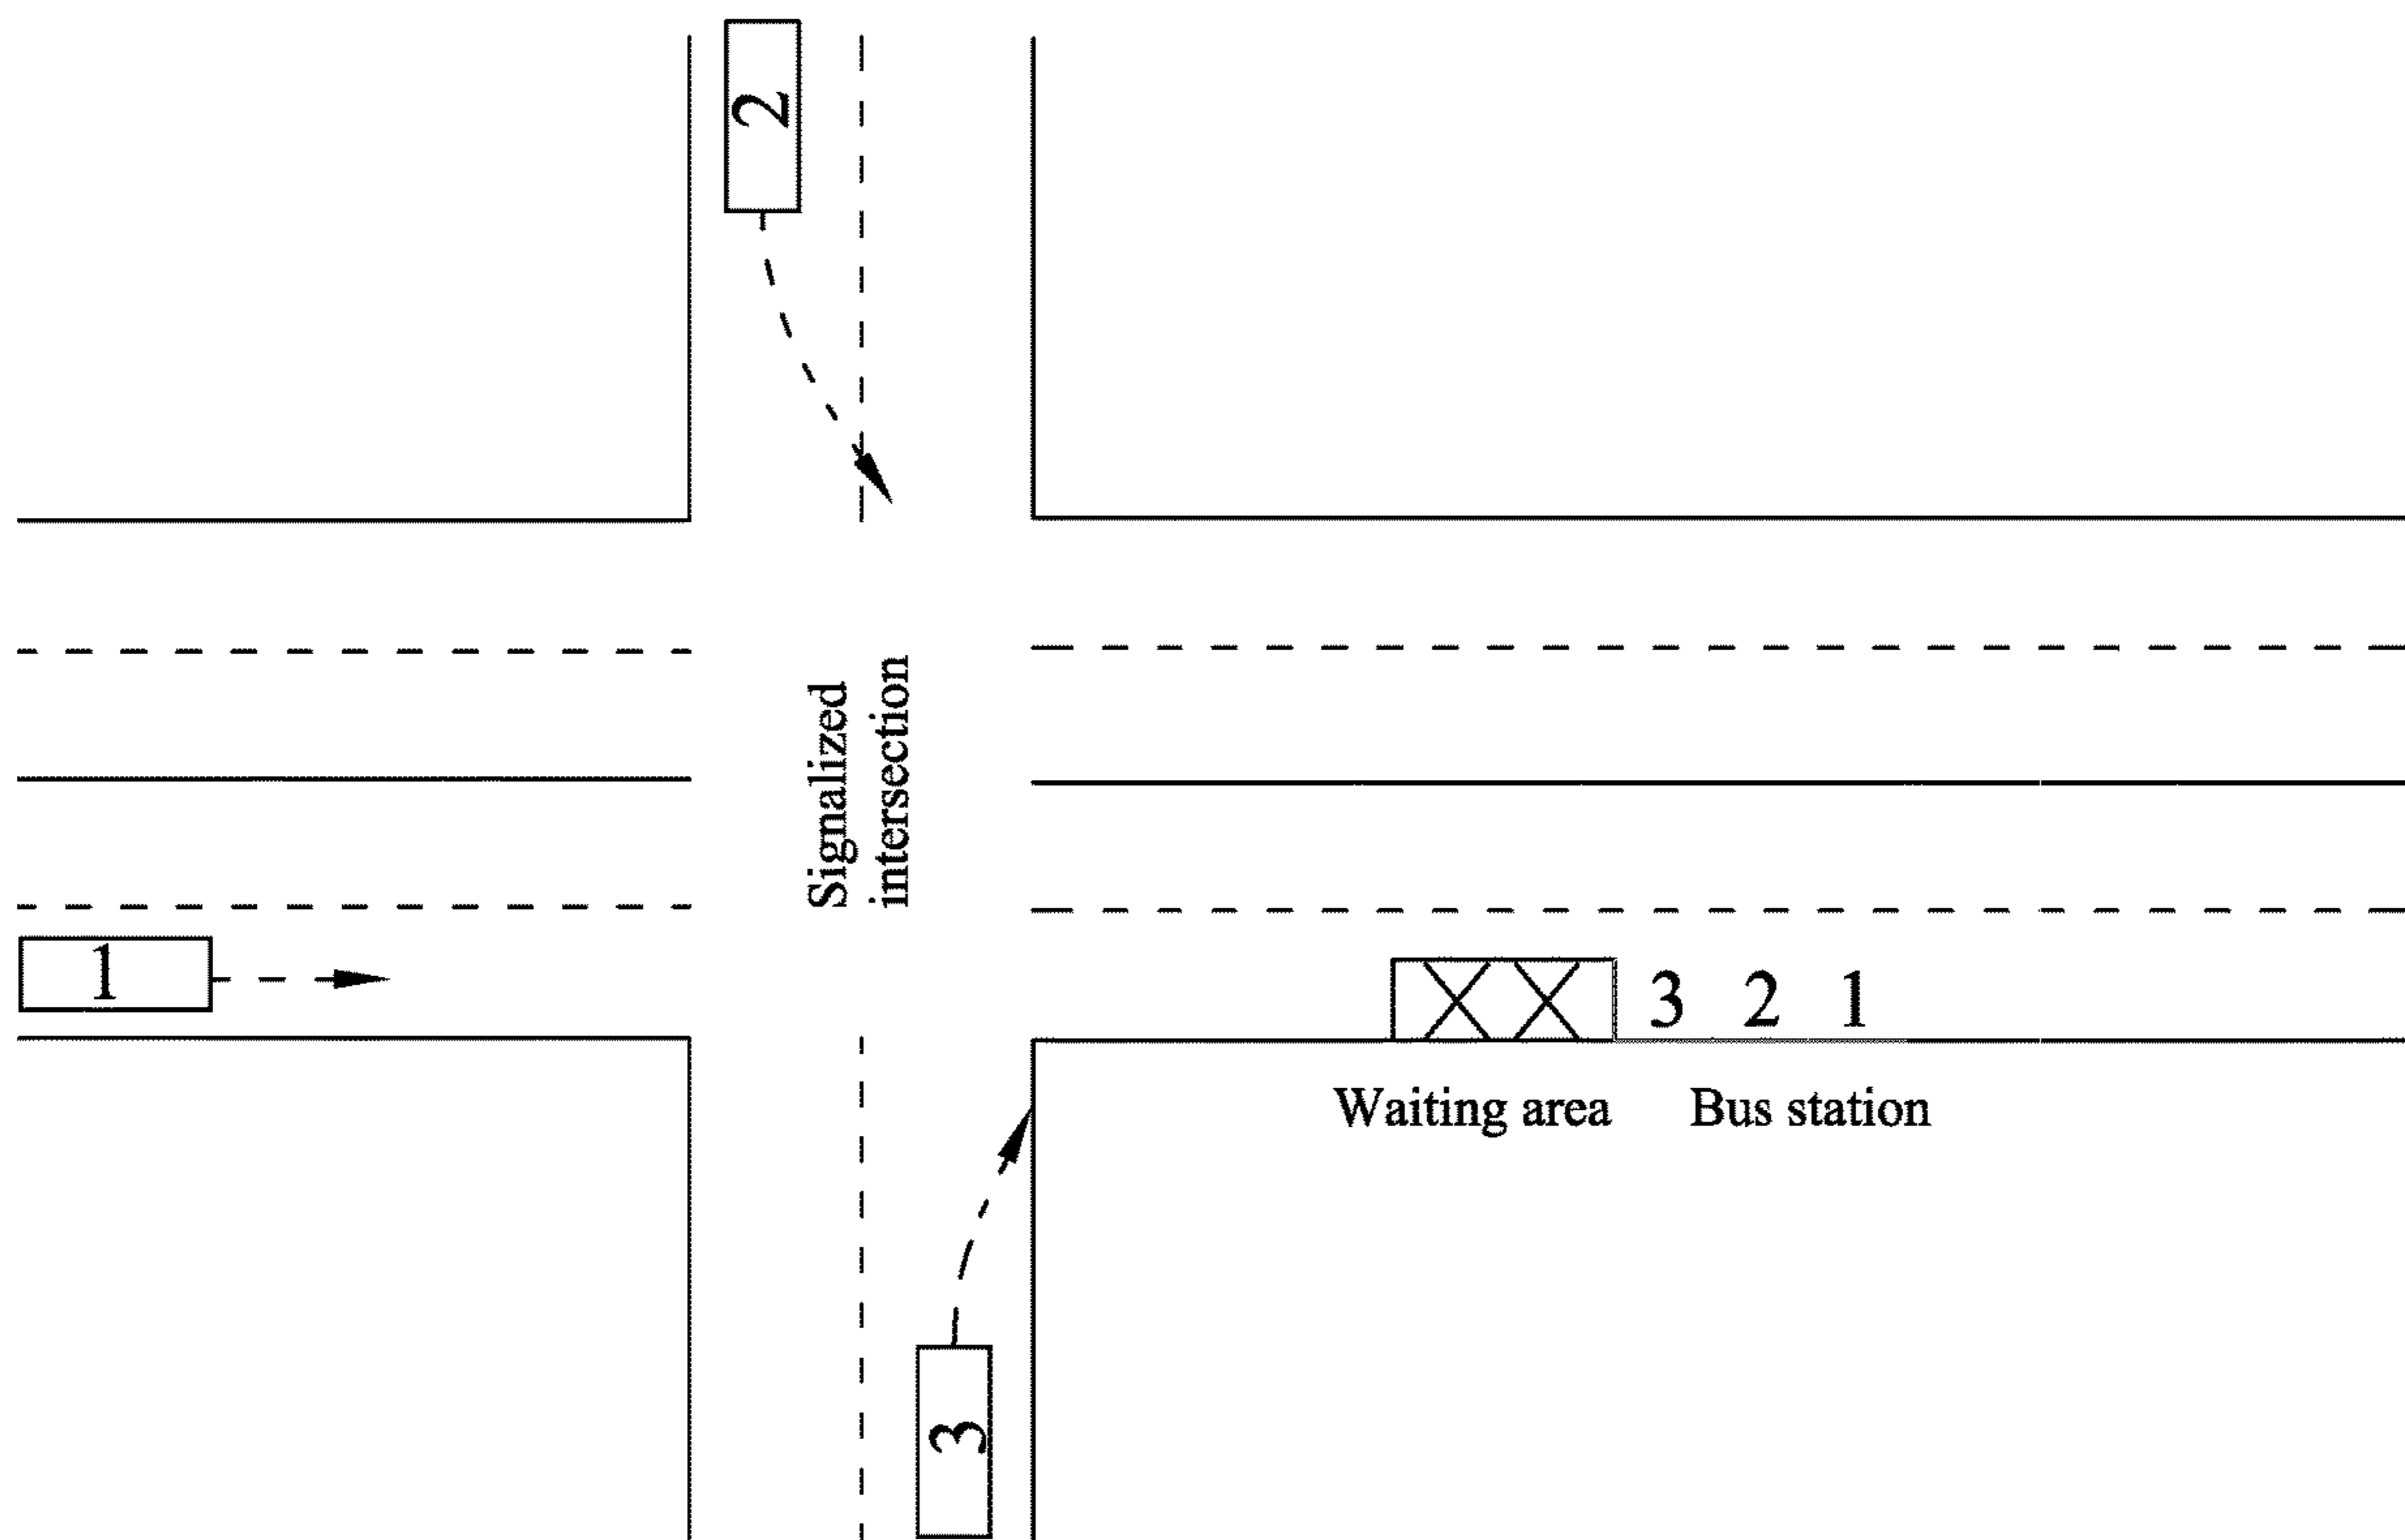 2
Signalized
intersection
1
3 2 1
Waiting area
Bus station
3